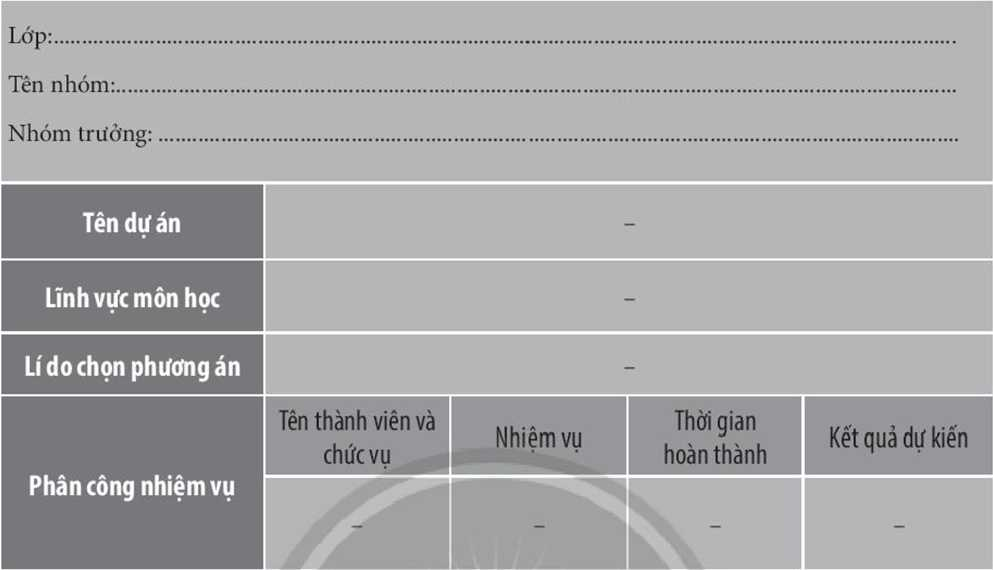 Lớp:....................................................................................................................................................................
Tên nhóm:.........................................................................................................................................................
Nhóm trưởng: .................................................................................................................................................
Tên dự án
–
Lĩnh vực môn học
–
Lí do chọn phương án
–
Phân công nhiệm vụ
Tên thành viên và
chức vụ
Nhiệm vụ
Thời gian
hoàn thành
Kết quả dự kiến
–
–
–
–